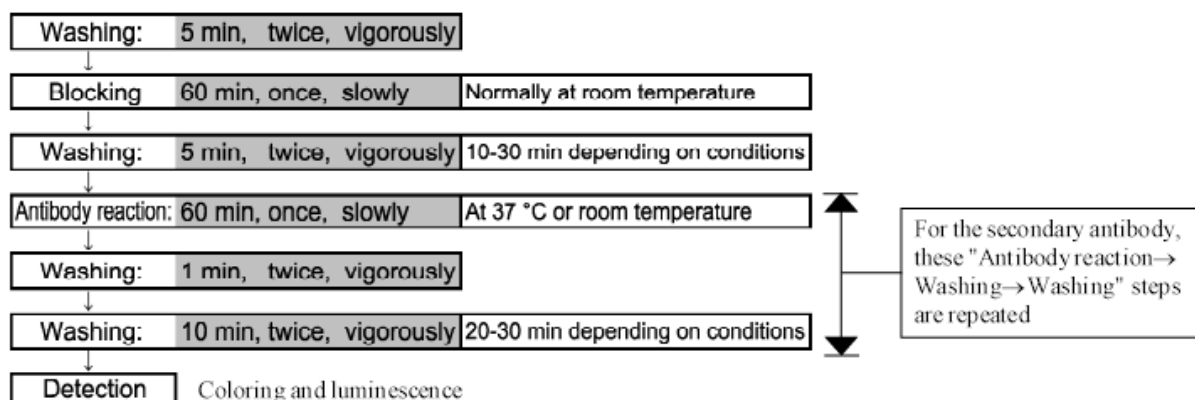 Washing: 5 min, twice, vigorously
↓
Blocking 60 min, once, slowly Normally at room temperature
↓
Washing: 5 min, twice, vigorously 10-30 min depending on conditions
↓
Antibody reaction: 60 min, once, slowly At 37 °C or room temperature
↓
Washing: 1 min, twice, vigorously
↓
Washing: 10 min, twice, vigorously 20-30 min depending on conditions
↓
Detection Coloring and luminescence
For the secondary antibody,
these "Antibody reaction→
Washing→Washing" steps
are repeated